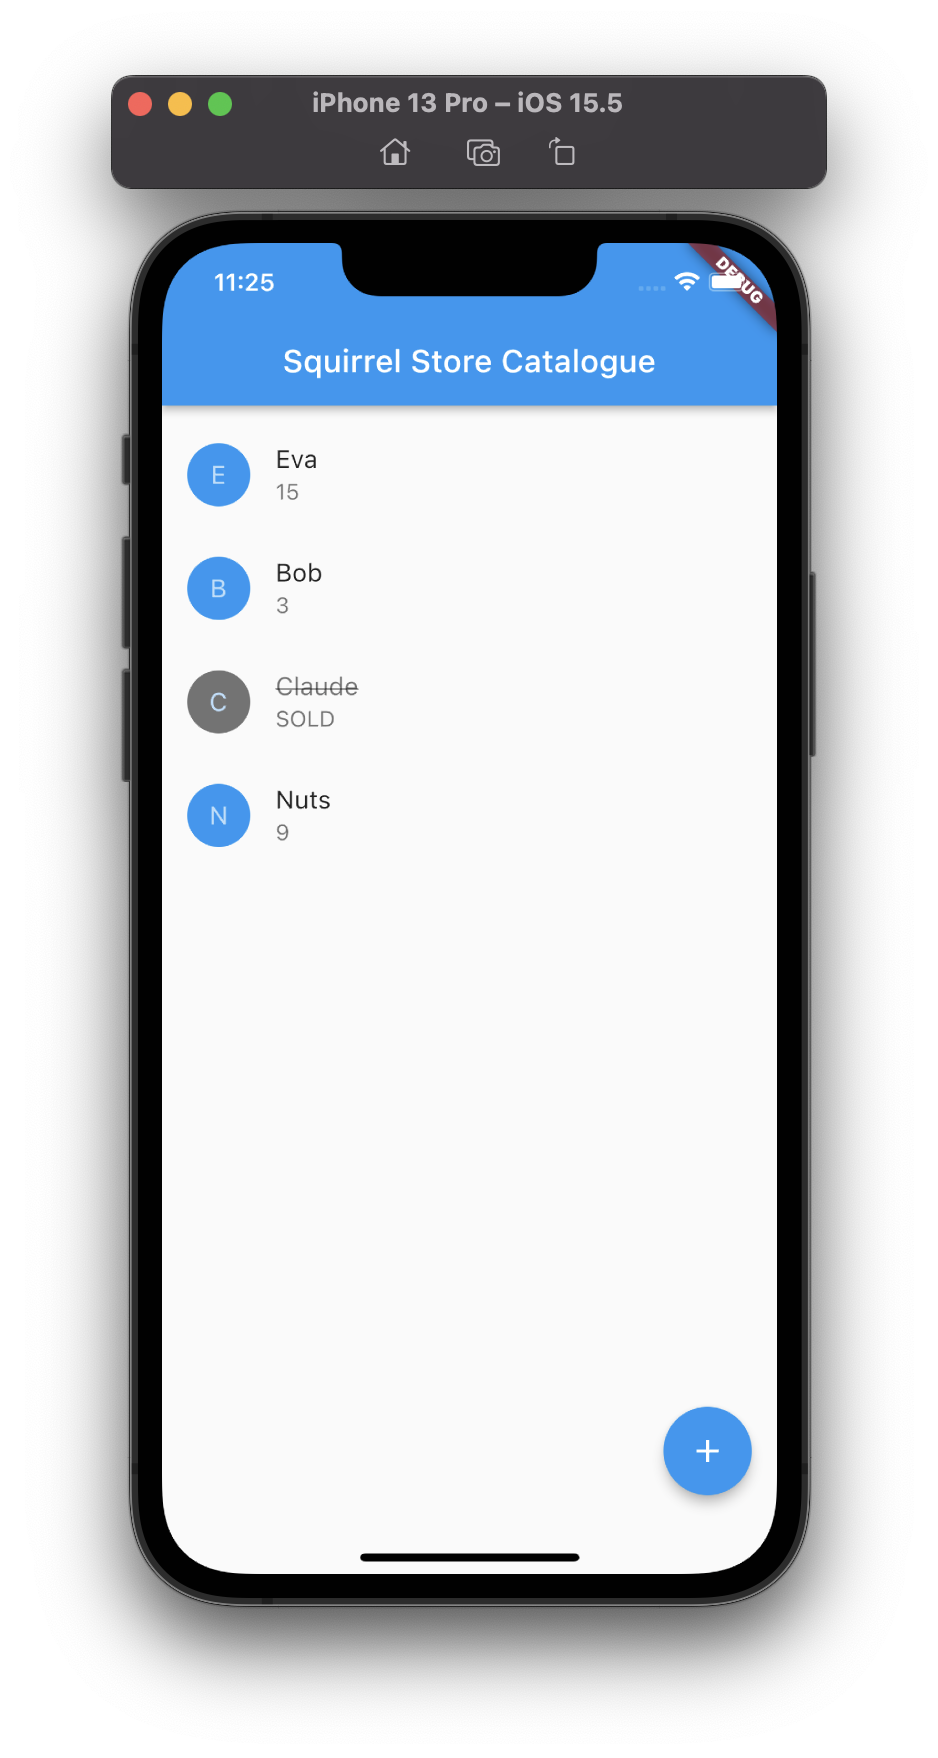 iPhone 13 Pro – iOS 15.5
11:25
DEBUG
Squirrel Store Catalogue
E
Eva
15
B
Bob
3
C
Claude
SOLD
N
Nuts
9
+